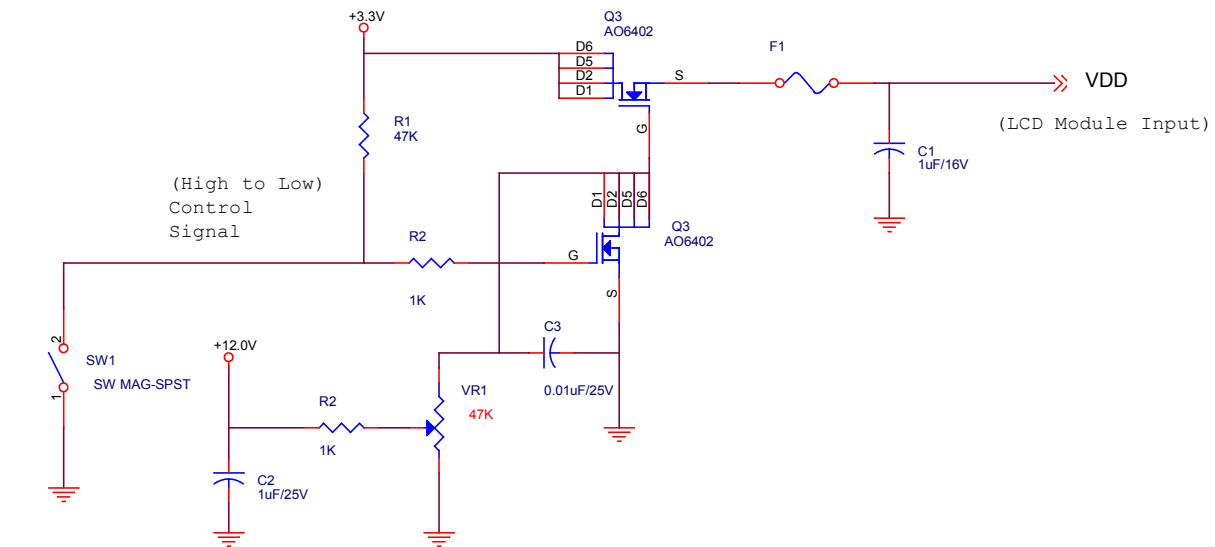 +3.3V
Q3
AO6402
D6
D5
D2
D1
S
G
F1
VDD
(LCD Module Input)
R1
47K
C1
1uF/16V
(High to Low)
Control
Signal
D1
D2
D5
D6
Q3
AO6402
R2
1K
G
S
2
1
SW1
SW MAG-SPST
+12.0V
C3
0.01uF/25V
VR1
47K
R2
1K
C2
1uF/25V